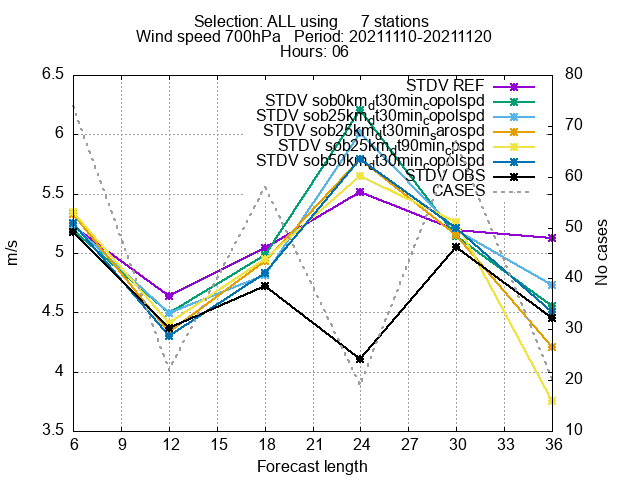 Selection: ALL using 7 stations
Wind speed 700hPa Period: 20211110-20211120
Hours: 06
STDV REF
STDV sob0km_dt30min_copolspd
STDV sob25km_dt30min_copolspd
STDV sob25km_dt30min_sarospd
STDV sob50km_dt30min_copolspd
STDV OBS
CASES
6.5
6
5.5
5
4.5
4
3.5
80
70
60
50
40
30
20
10
m/s
No cases
6 9 12 15 18 21 24 27 30 33 36
Forecast length